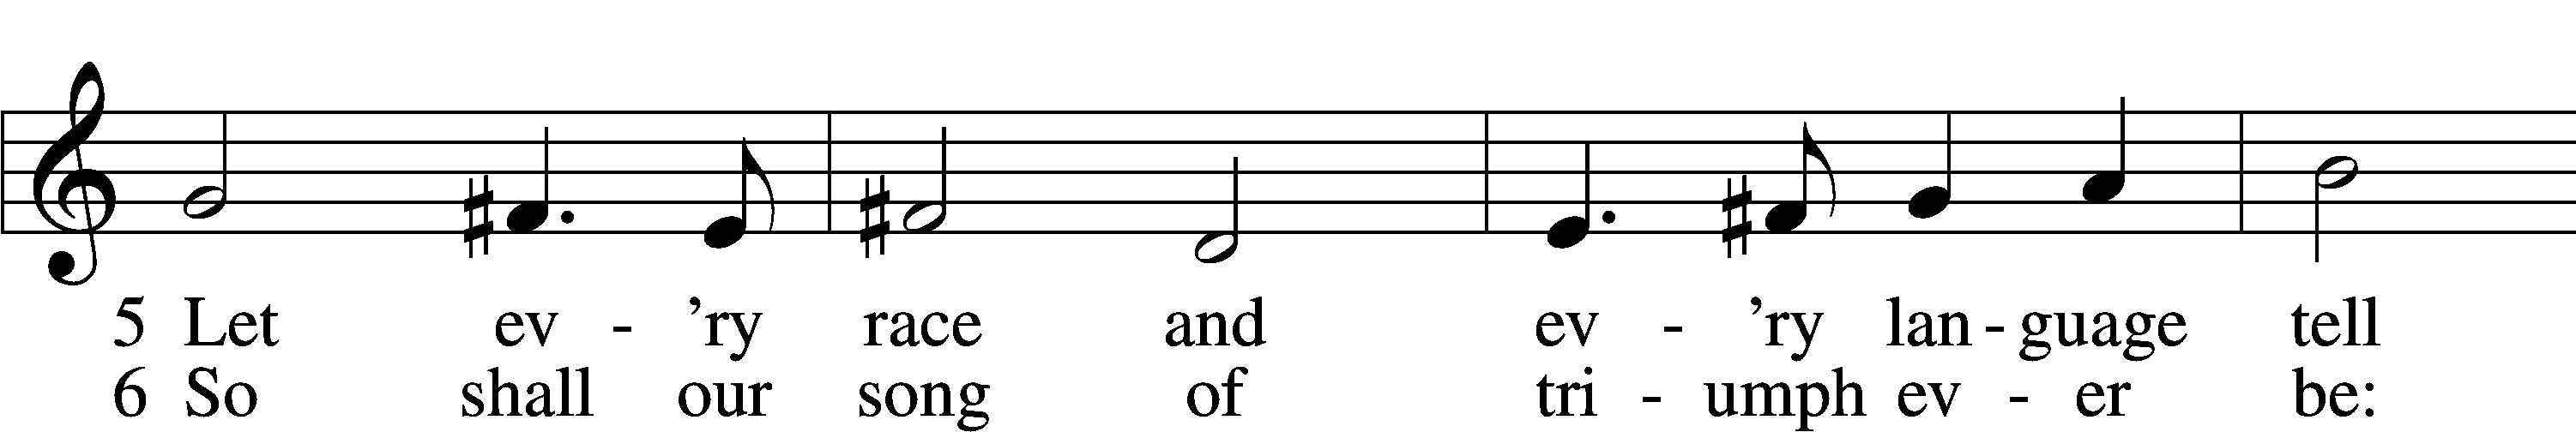 5 Let ev - ’ry race and ev - ’ry lan - guage tell
6 So shall our song of tri - umph ev - er be: